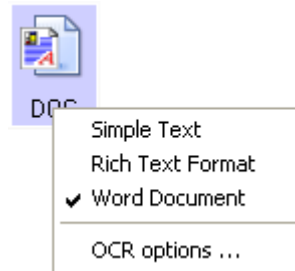 DOC
Simple Text
Rich Text Format
Word Document
OCR options ...